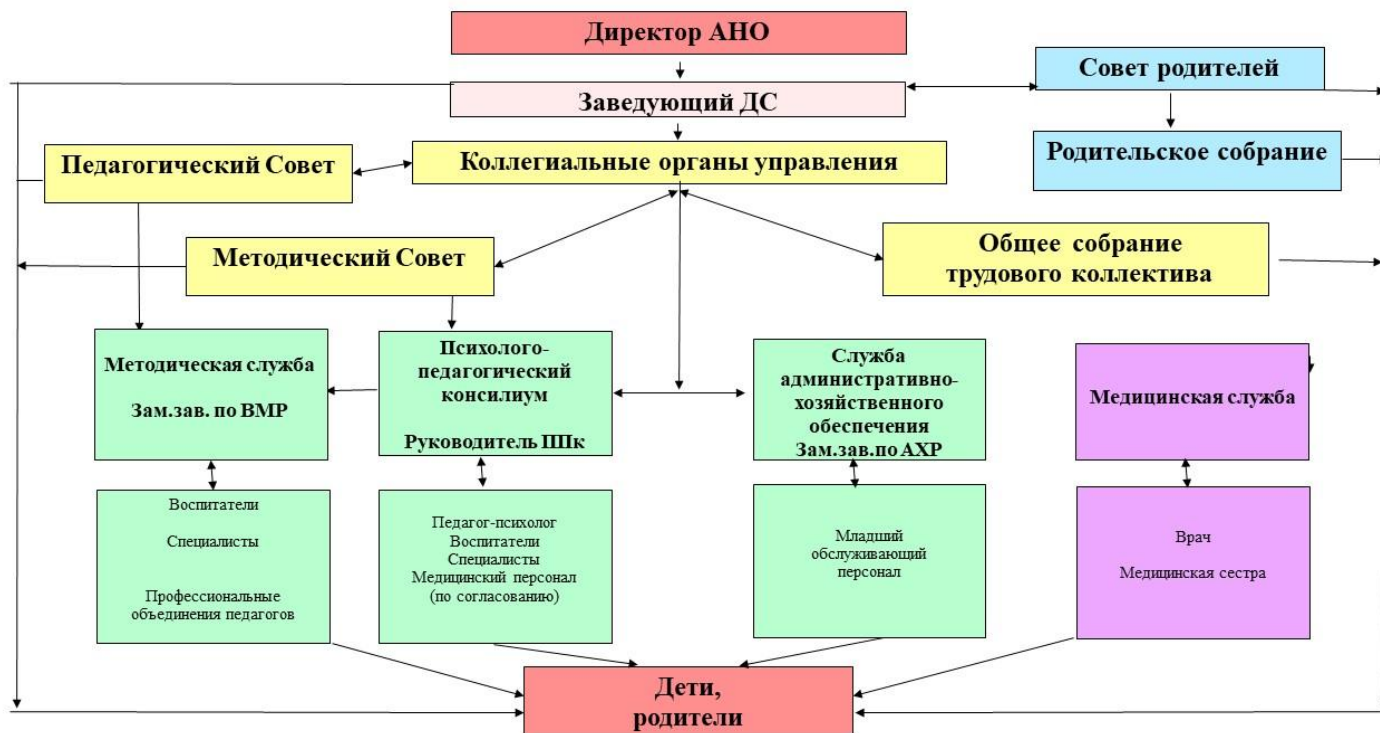 Директор АНО
Совет родителей
Заведующий ДС
Педагогический Совет
Коллегиальные органы управления
Родительское собрание
Методический Совет
Общее собрание
трудового коллектива
Методическая служба
Зам.зав. по ВМР
Психолого-
педагогический
консилиум
Руководитель ППк
Служба
административно-
хозяйственного
обеспечения
Зам.зав.по АХР
Медицинская служба
Воспитатели
Специалисты
Профессиональные
объединения педагогов
Педагог-психолог
Воспитатели
Специалисты
Медицинский персонал
(по согласованию)
Младший
обслуживающий
персонал
Врач
Медицинская сестра
Дети,
родители